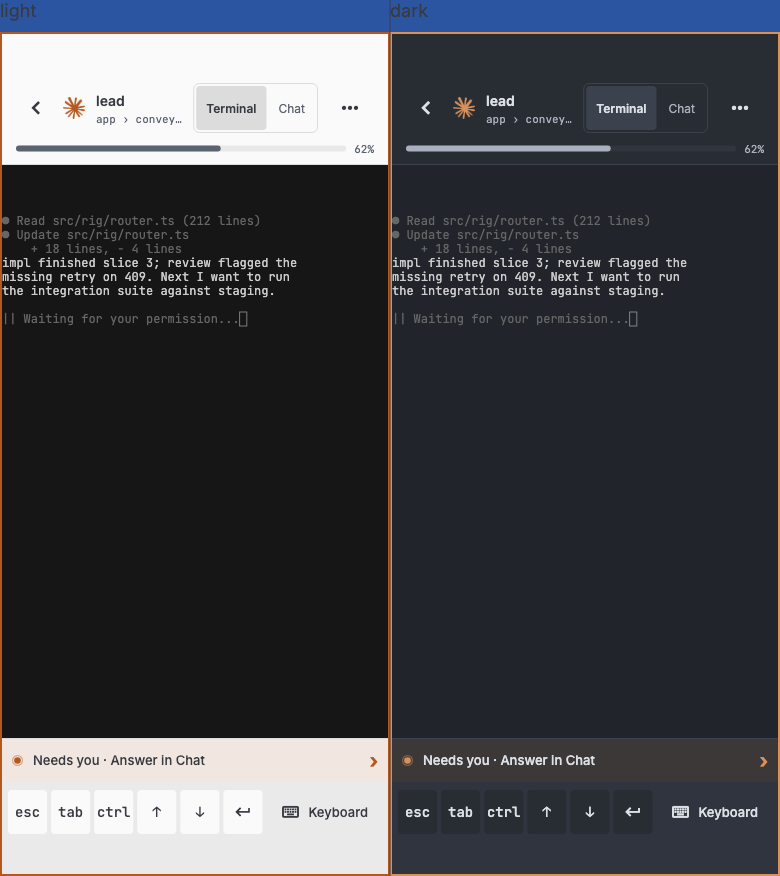 light
dark
lead
app › convey…
Terminal
Chat
•••
62%
● Read src/rig/router.ts (212 lines)
● Update src/rig/router.ts
+ 18 lines, - 4 lines
impl finished slice 3; review flagged the
missing retry on 409. Next I want to run
the integration suite against staging.
|| Waiting for your permission...
Needs you · Answer in Chat
esc
tab
ctrl
↑
↓
↵
Keyboard
lead
app › convey…
Terminal
Chat
•••
62%
● Read src/rig/router.ts (212 lines)
● Update src/rig/router.ts
+ 18 lines, - 4 lines
impl finished slice 3; review flagged the
missing retry on 409. Next I want to run
the integration suite against staging.
|| Waiting for your permission...
Needs you · Answer in Chat
esc
tab
ctrl
↑
↓
↵
Keyboard